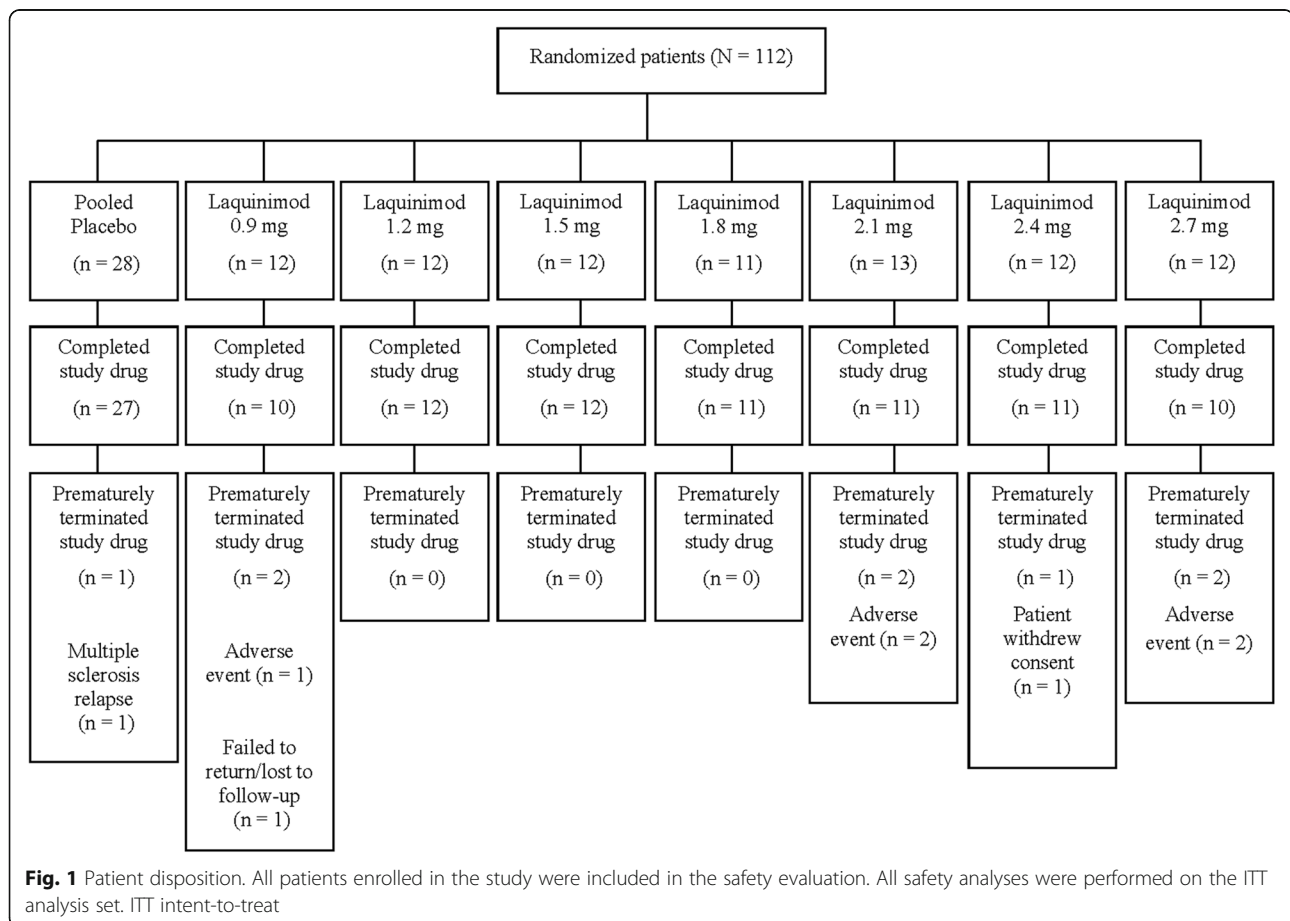 Randomized patients (N = 112)
Pooled
Placebo
(n = 28)
Laquinimod
0.9 mg
(n = 12)
Laquinimod
1.2 mg
(n = 12)
Laquinimod
1.5 mg
(n = 12)
Laquinimod
1.8 mg
(n = 11)
Laquinimod
2.1 mg
(n = 13)
Laquinimod
2.4 mg
(n = 12)
Laquinimod
2.7 mg
(n = 12)
Completed
study drug
(n = 27)
Completed
study drug
(n = 10)
Completed
study drug
(n = 12)
Completed
study drug
(n = 12)
Completed
study drug
(n = 11)
Completed
study drug
(n = 11)
Completed
study drug
(n = 11)
Completed
study drug
(n = 10)
Prematurely
terminated
study drug
(n = 1)
Multiple
sclerosis
relapse
(n = 1)
Prematurely
terminated
study drug
(n = 2)
Adverse
event (n = 1)
Failed to
return/lost to
follow-up
(n = 1)
Prematurely
terminated
study drug
(n = 0)
Prematurely
terminated
study drug
(n = 0)
Prematurely
terminated
study drug
(n = 0)
Prematurely
terminated
study drug
(n = 2)
Adverse
event (n = 2)
Prematurely
terminated
study drug
(n = 1)
Patient
withdrew
consent
(n = 1)
Prematurely
terminated
study drug
(n = 2)
Adverse
event (n = 2)
Fig. 1 Patient disposition. All patients enrolled in the study were included in the safety evaluation. All safety analyses were performed on the ITT
analysis set. ITT intent-to-treat